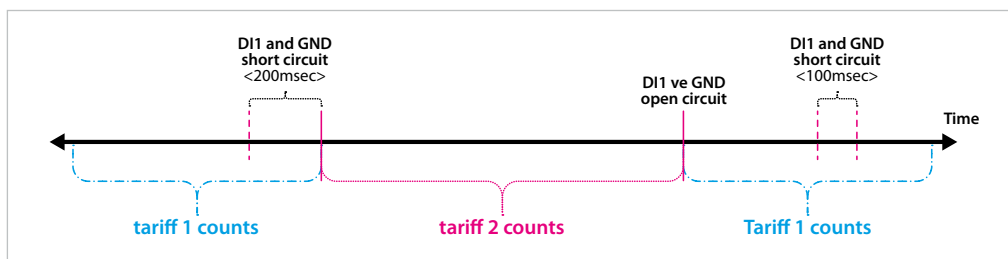 DI1 and GND
short circuit
<200msec>
DI1 ve GND
open circuit
DI1 and GND
short circuit
<100msec>
Time
tariff 1 counts
tariff 2 counts
Tariff 1 counts